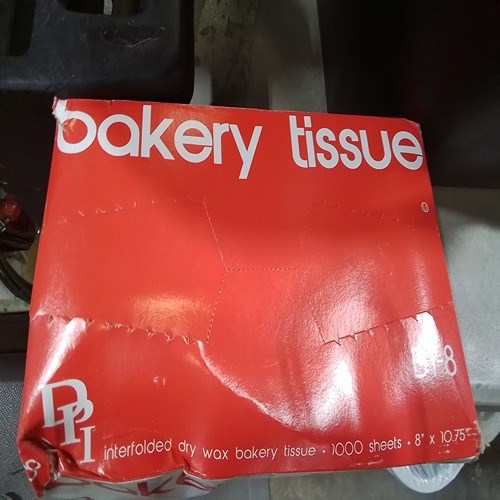 bakery tissue
DPI
interfolded dry wax bakery tissue • 1000 sheets • 8" x 10.75"